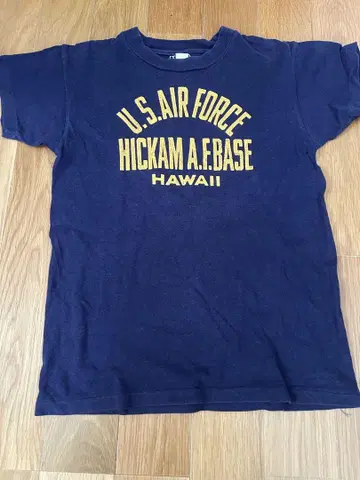 U.S. AIR FORCE
HICKAM A.F. BASE
HAWAII